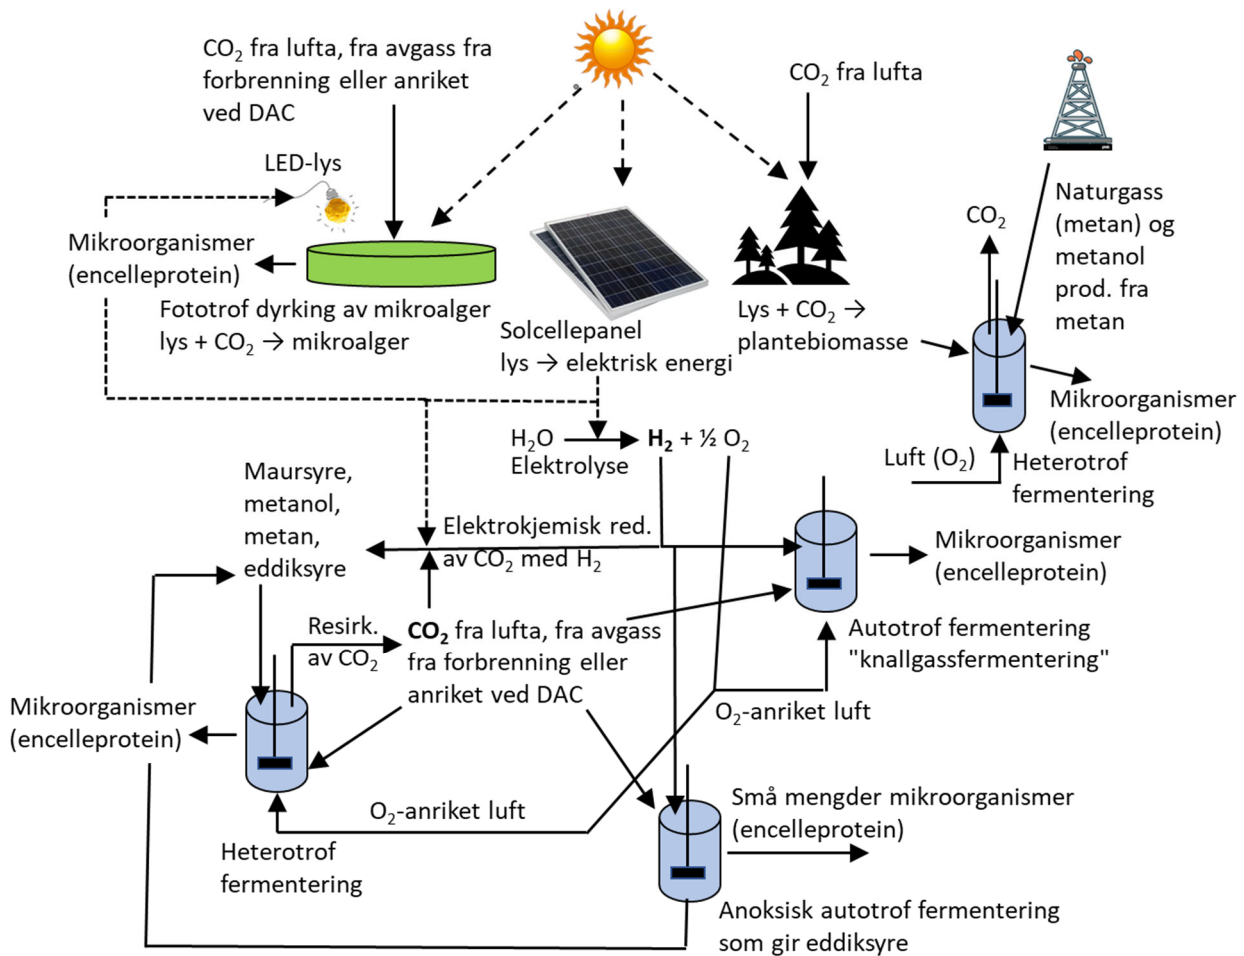 CO₂ fra lufta, fra avgass fra
forbrenning eller anriket
ved DAC
CO₂ fra lufta
LED-lys
Mikroorganismer
(encelleprotein)
Fototrof dyrking av mikroalger
lys + CO₂ → mikroalger
Solcellepanel
lys → elektrisk energi
Lys + CO₂ →
plantebiomasse
CO₂
Naturgass
(metan) og
metanol
prod. fra
metan
Mikroorganismer
(encelleprotein)
Luft (O₂)
Heterotrof
fermentering
H₂O
Elektrolyse
H₂ + ½ O₂
Maursyre,
metanol,
metan,
eddiksyre
Elektrokjemisk red.
av CO₂ med H₂
Mikroorganismer
(encelleprotein)
Resirk.
av CO₂
CO₂ fra lufta, fra avgass
fra forbrenning eller
anriket ved DAC
Autotrof fermentering
"knallgassfermentering"
O₂-anriket luft
Mikroorganismer
(encelleprotein)
O₂-anriket luft
Heterotrof
fermentering
Små mengder mikroorganismer
(encelleprotein)
Anoksisk autotrof fermentering
som gir eddiksyre